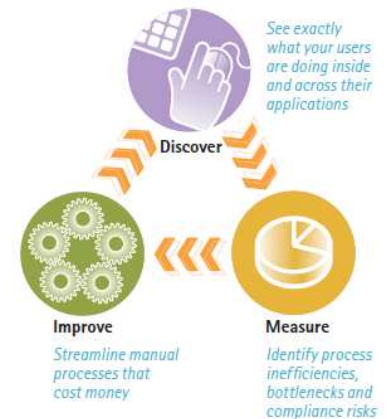 See exactly
what your users
are doing inside
and across their
applications
Discover
Improve
Streamline manual
processes that
cost money
Measure
Identify process
inefficiencies,
bottlenecks and
compliance risks